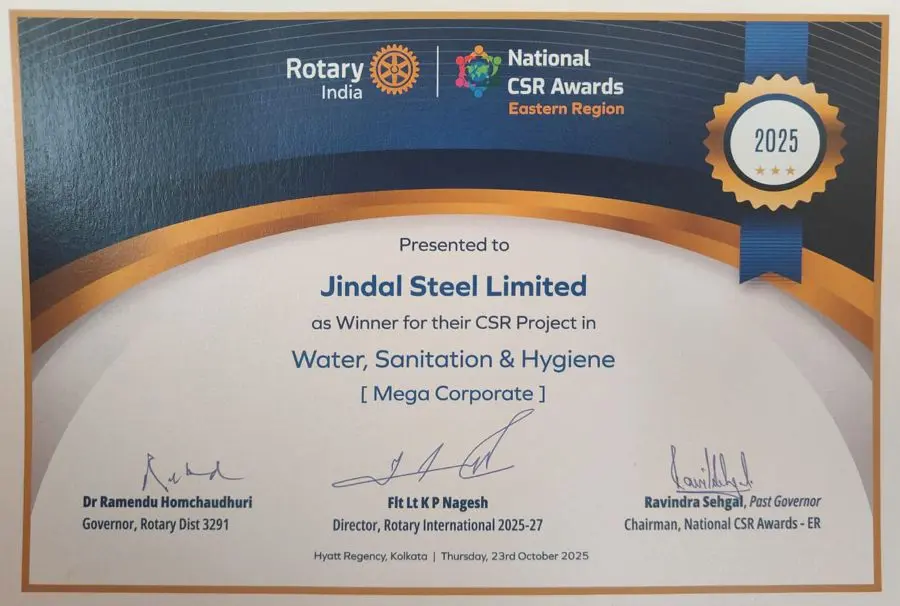 Rotary
India
National
CSR Awards
Eastern Region
2025
Presented to
Jindal Steel Limited
as Winner for their CSR Project in
Water, Sanitation & Hygiene
[ Mega Corporate ]
Dr Ramendu Homchaudhuri
Governor, Rotary Dist 3291
Flt Lt K P Nagesh
Director, Rotary International 2025-27
Ravindra Sehgal, Past Governor
Chairman, National CSR Awards - ER
Hyatt Regency, Kolkata | Thursday, 23rd October 2025